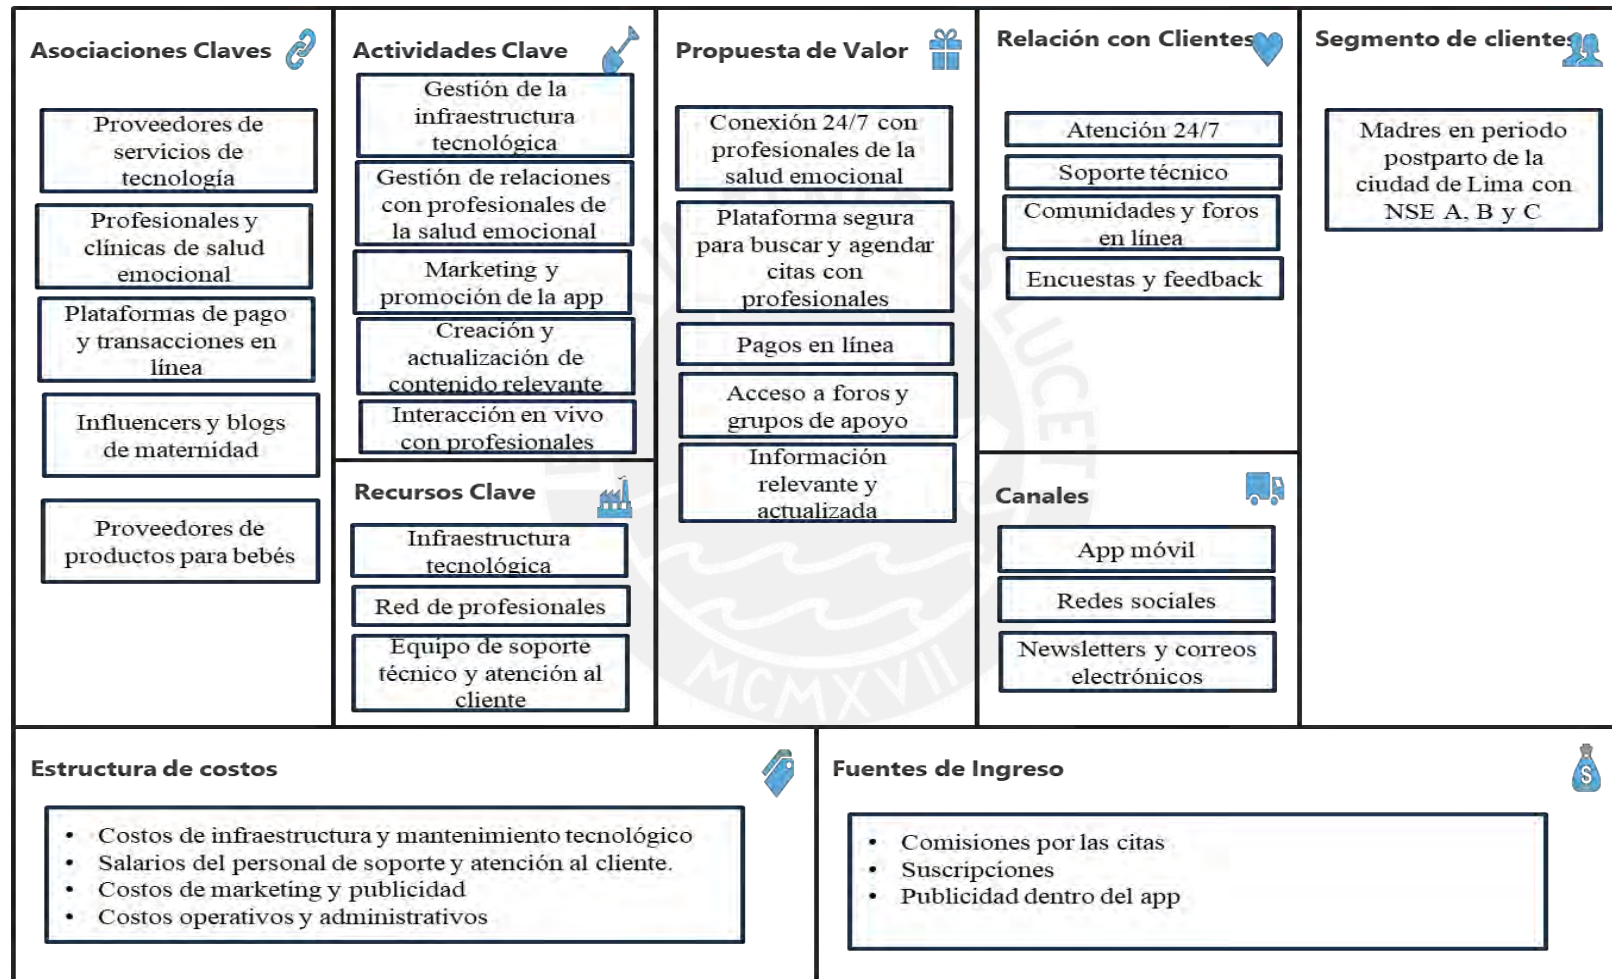 Asociaciones Claves
Proveedores de
servicios de
tecnología
Profesionales y
clínicas de salud
emocional
Plataformas de pago
y transacciones en
línea
Influencers y blogs
de maternidad
Proveedores de
productos para bebés
Actividades Clave
Gestión de la
infraestructura
tecnológica
Gestión de relaciones
con profesionales de
la salud emocional
Marketing y
promoción de la app
Creación y
actualización de
contenido relevante
Interacción en vivo
con profesionales
Recursos Clave
Infraestructura
tecnológica
Red de profesionales
Equipo de soporte
técnico y atención al
cliente
Propuesta de Valor
Conexión 24/7 con
profesionales de la
salud emocional
Plataforma segura
para buscar y agendar
citas con
profesionales
Pagos en línea
Acceso a foros y
grupos de apoyo
Información
relevante y
actualizada
Relación con Clientes
Atención 24/7
Soporte técnico
Comunidades y foros
en línea
Encuestas y feedback
Canales
App móvil
Redes sociales
Newsletters y correos
electrónicos
Segmento de clientes
Madres en periodo
postparto de la
ciudad de Lima con
NSE A, B y C
Estructura de costos
• Costos de infraestructura y mantenimiento tecnológico
• Salarios del personal de soporte y atención al cliente.
• Costos de marketing y publicidad
• Costos operativos y administrativos
Fuentes de Ingreso
$
• Comisiones por las citas
• Suscripciones
• Publicidad dentro del app
LUCET
MCMXVII